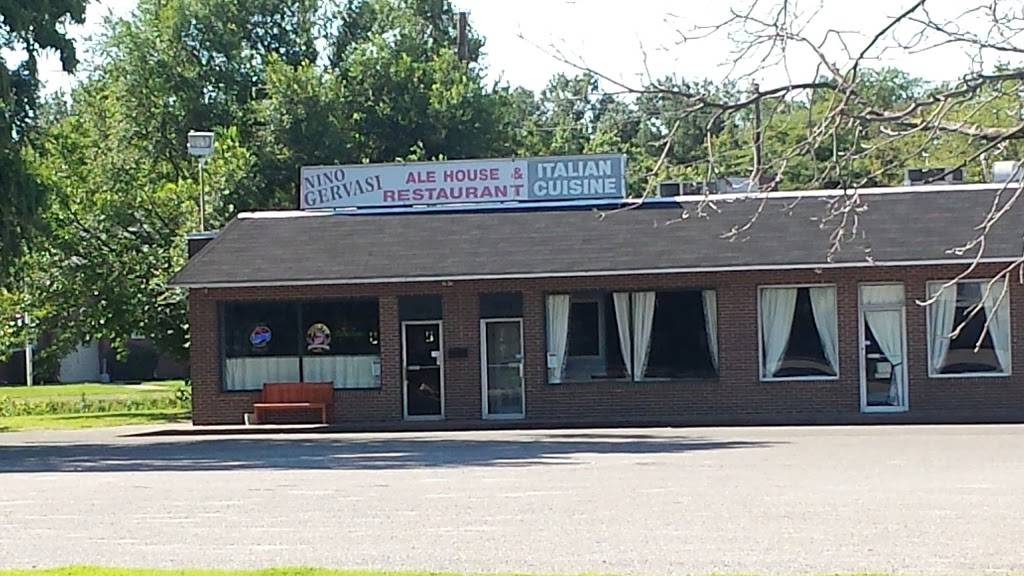 NINO
GERVASI
ALE HOUSE &
RESTAURANT
ITALIAN
CUISINE